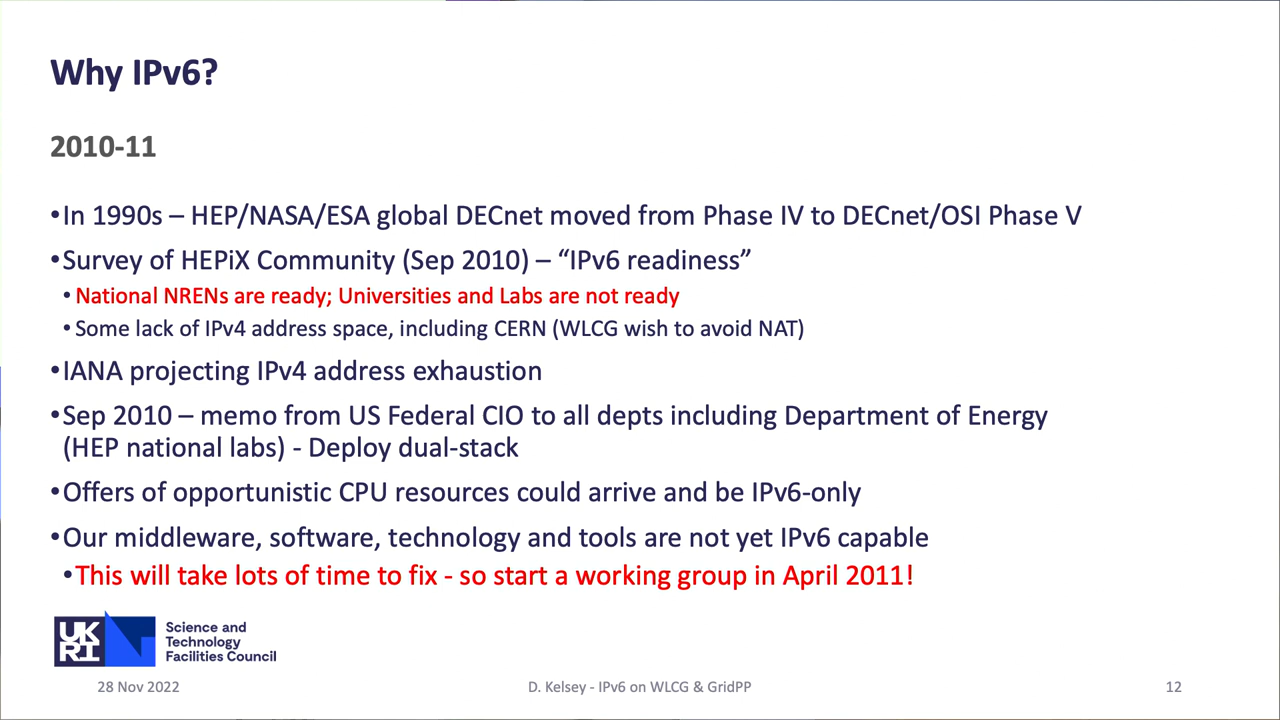 Why IPv6?
2010-11
•In 1990s – HEP/NASA/ESA global DECnet moved from Phase IV to DECnet/OSI Phase V
•Survey of HEPiX Community (Sep 2010) – “IPv6 readiness”
•National NRENs are ready; Universities and Labs are not ready
•Some lack of IPv4 address space, including CERN (WLCG wish to avoid NAT)
•IANA projecting IPv4 address exhaustion
•Sep 2010 – memo from US Federal CIO to all depts including Department of Energy
(HEP national labs) - Deploy dual-stack
•Offers of opportunistic CPU resources could arrive and be IPv6-only
•Our middleware, software, technology and tools are not yet IPv6 capable
•This will take lots of time to fix - so start a working group in April 2011!
UK
RI
Science and
Technology
Facilities Council
28 Nov 2022
D. Kelsey - IPv6 on WLCG & GridPP
12